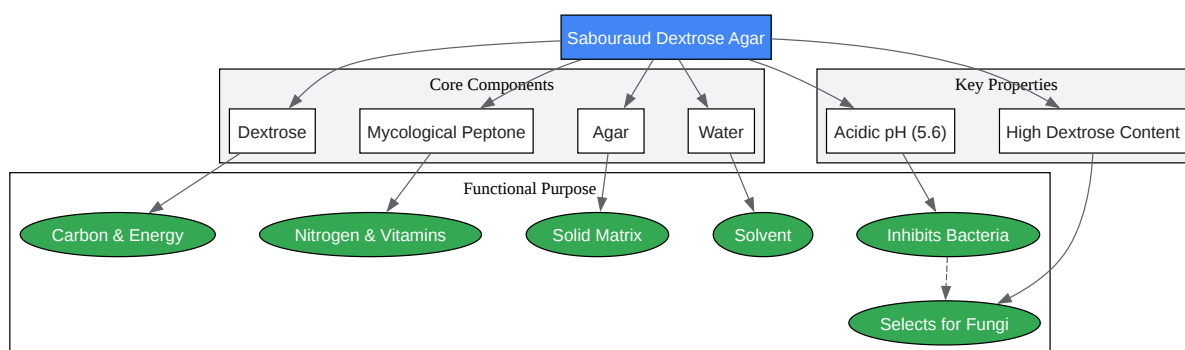 Sabouraud Dextrose Agar
Core Components
Key Properties
Dextrose
Mycological Peptone
Agar
Water
Acidic pH (5.6)
High Dextrose Content
Functional Purpose
Carbon & Energy
Nitrogen & Vitamins
Solid Matrix
Solvent
Inhibits Bacteria
Selects for Fungi